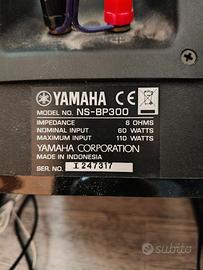 YAMAHA CE
MODEL NO. NS-BP300
IMPEDANCE 6 OHMS
NOMINAL INPUT 60 WATTS
MAXIMUM INPUT 110 WATTS
YAMAHA CORPORATION
MADE IN INDONESIA
SER. NO. I 247317
subito